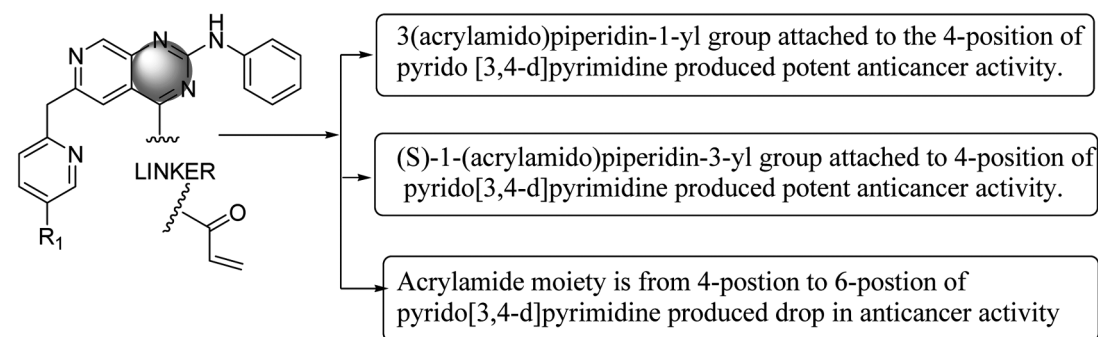 H
N
N
N
N
N
LINKER
O
R1
3(acrylamido)piperidin-1-yl group attached to the 4-position of
pyrido [3,4-d]pyrimidine produced potent anticancer activity.
(S)-1-(acrylamido)piperidin-3-yl group attached to 4-position of
pyrido[3,4-d]pyrimidine produced potent anticancer activity.
Acrylamide moiety is from 4-postion to 6-postion of
pyrido[3,4-d]pyrimidine produced drop in anticancer activity